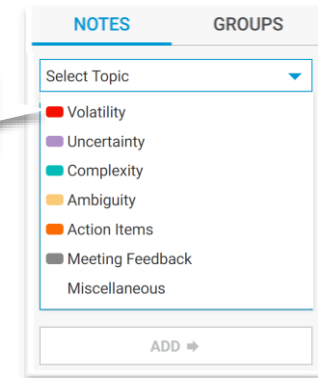 NOTES GROUPS
Select Topic
Volatility
Uncertainty
Complexity
Ambiguity
Action Items
Meeting Feedback
Miscellaneous
ADD